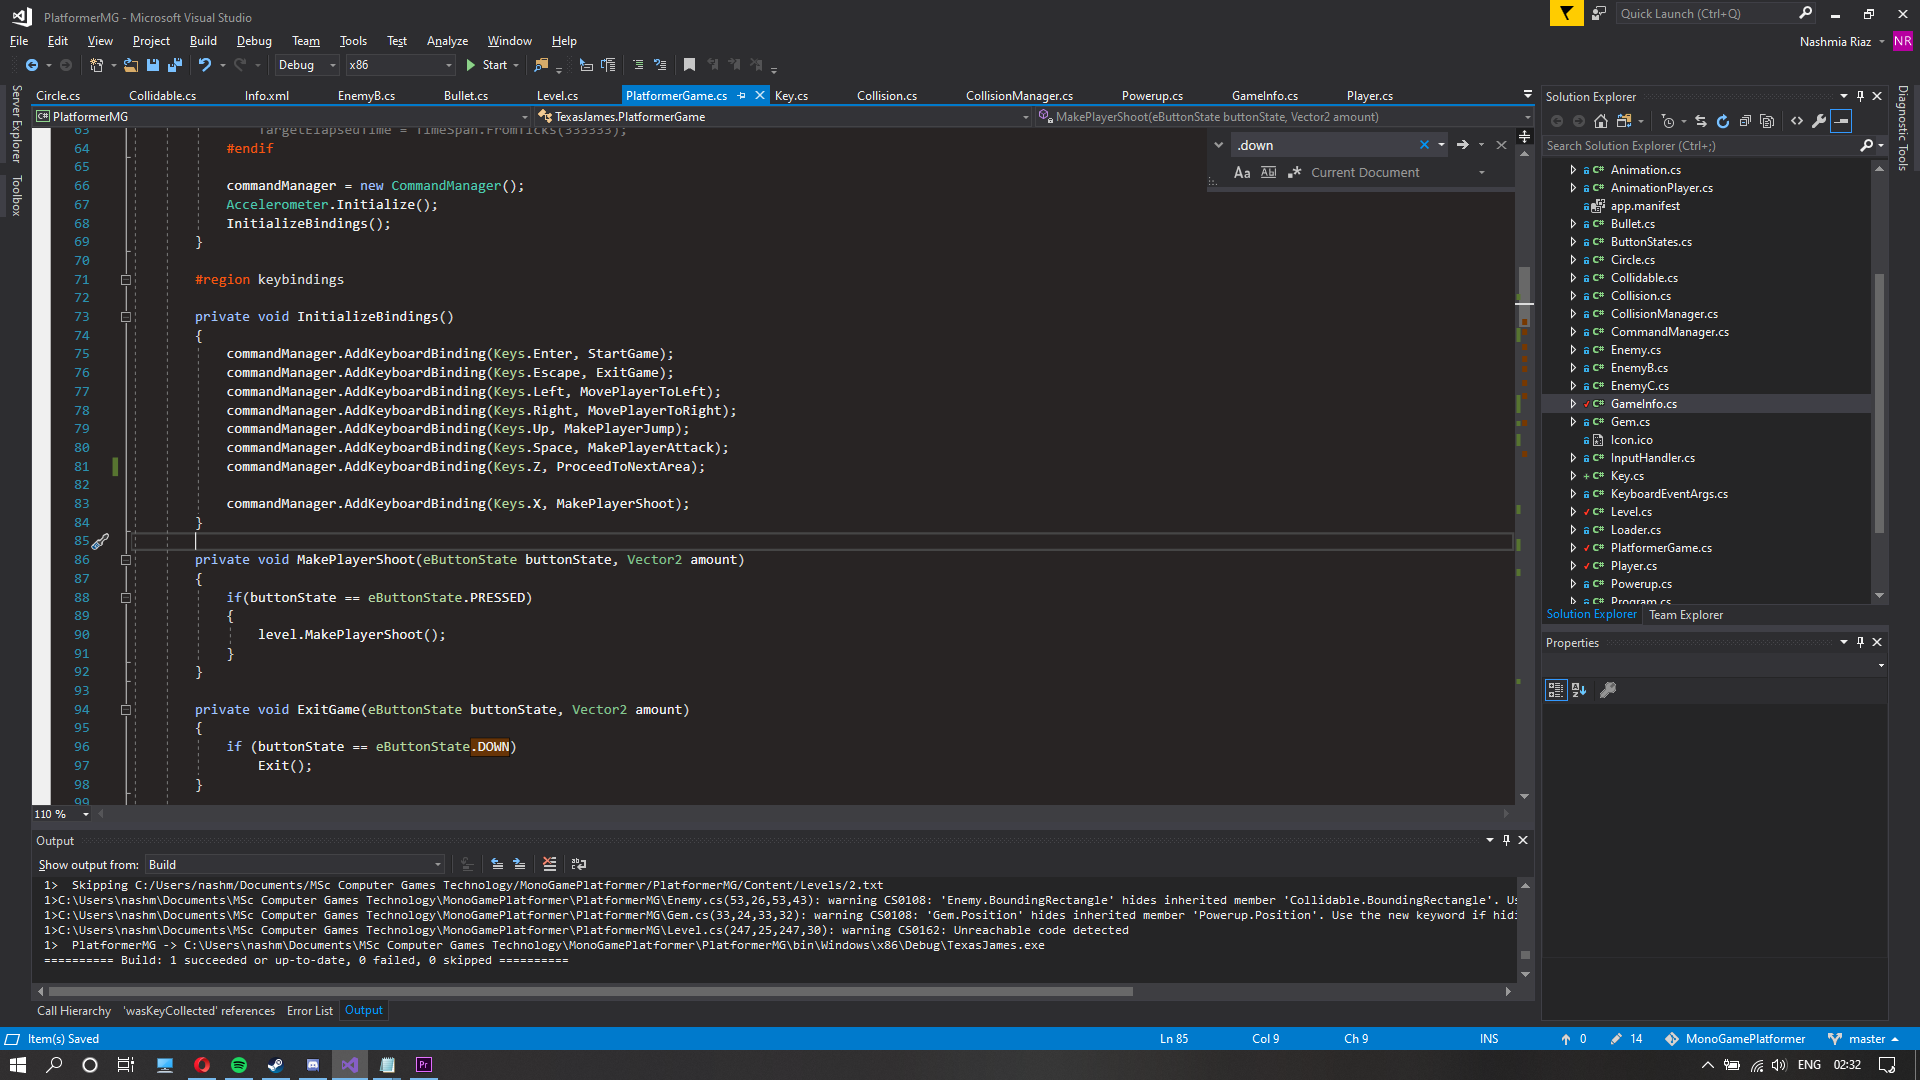 PlatformerMG - Microsoft Visual Studio
Quick Launch (Ctrl+Q)
File Edit View Project Build Debug Team Tools Test Analyze Window Help
Nashmia Riaz NR
Debug x86 Start
Server Explorer
Toolbox
Circle.cs Collidable.cs Info.xml EnemyB.cs Bullet.cs Level.cs PlatformerGame.cs Key.cs Collision.cs CollisionManager.cs Powerup.cs GameInfo.cs Player.cs
PlatformerMG TexasJames.PlatformerGame MakePlayerShoot(eButtonState buttonState, Vector2 amount)
.down
Aa Abl Current Document
63 TargetElapsedTime = TimeSpan.FromTicks(333333);
64 #endif
65
66 commandManager = new CommandManager();
67 Accelerometer.Initialize();
68 InitializeBindings();
69 }
70
71 #region keybindings
72
73 private void InitializeBindings()
74 {
75 commandManager.AddKeyboardBinding(Keys.Enter, StartGame);
76 commandManager.AddKeyboardBinding(Keys.Escape, ExitGame);
77 commandManager.AddKeyboardBinding(Keys.Left, MovePlayerToLeft);
78 commandManager.AddKeyboardBinding(Keys.Right, MovePlayerToRight);
79 commandManager.AddKeyboardBinding(Keys.Up, MakePlayerJump);
80 commandManager.AddKeyboardBinding(Keys.Space, MakePlayerAttack);
81 commandManager.AddKeyboardBinding(Keys.Z, ProceedToNextArea);
82
83 commandManager.AddKeyboardBinding(Keys.X, MakePlayerShoot);
84 }
85
86 private void MakePlayerShoot(eButtonState buttonState, Vector2 amount)
87 {
88 if(buttonState == eButtonState.PRESSED)
89 {
90 level.MakePlayerShoot();
91 }
92 }
93
94 private void ExitGame(eButtonState buttonState, Vector2 amount)
95 {
96 if (buttonState == eButtonState.DOWN)
97 Exit();
98 }
99
110 %
Solution Explorer
Search Solution Explorer (Ctrl+;)
C# Animation.cs
C# AnimationPlayer.cs
app.manifest
C# Bullet.cs
C# ButtonStates.cs
C# Circle.cs
C# Collidable.cs
C# Collision.cs
C# CollisionManager.cs
C# CommandManager.cs
C# Enemy.cs
C# EnemyB.cs
C# EnemyC.cs
C# GameInfo.cs
C# Gem.cs
Icon.ico
C# InputHandler.cs
C# Key.cs
C# KeyboardEventArgs.cs
C# Level.cs
C# Loader.cs
C# PlatformerGame.cs
C# Player.cs
C# Powerup.cs
C# Program.cs
Solution Explorer Team Explorer
Properties
Diagnostic Tools
Output
Show output from: Build
1> Skipping C:/Users/nashm/Documents/MSc Computer Games Technology/MonoGamePlatformer/PlatformerMG/Content/Levels/2.txt
1>C:\Users\nashm\Documents\MSc Computer Games Technology\MonoGamePlatformer\PlatformerMG\Enemy.cs(53,26,53,43): warning CS0108: 'Enemy.BoundingRectangle' hides inherited member 'Collidable.BoundingRectangle'. Us
1>C:\Users\nashm\Documents\MSc Computer Games Technology\MonoGamePlatformer\PlatformerMG\Gem.cs(33,24,33,32): warning CS0108: 'Gem.Position' hides inherited member 'Powerup.Position'. Use the new keyword if hidi
1>C:\Users\nashm\Documents\MSc Computer Games Technology\MonoGamePlatformer\PlatformerMG\Level.cs(247,25,247,30): warning CS0162: Unreachable code detected
1> PlatformerMG -> C:\Users\nashm\Documents\MSc Computer Games Technology\MonoGamePlatformer\PlatformerMG\bin\Windows\x86\Debug\TexasJames.exe
========== Build: 1 succeeded or up-to-date, 0 failed, 0 skipped ==========
Call Hierarchy 'wasKeyCollected' references Error List Output
Item(s) Saved Ln 85 Col 9 Ch 9 INS 0 14 MonoGamePlatformer master
Pr ENG 02:32